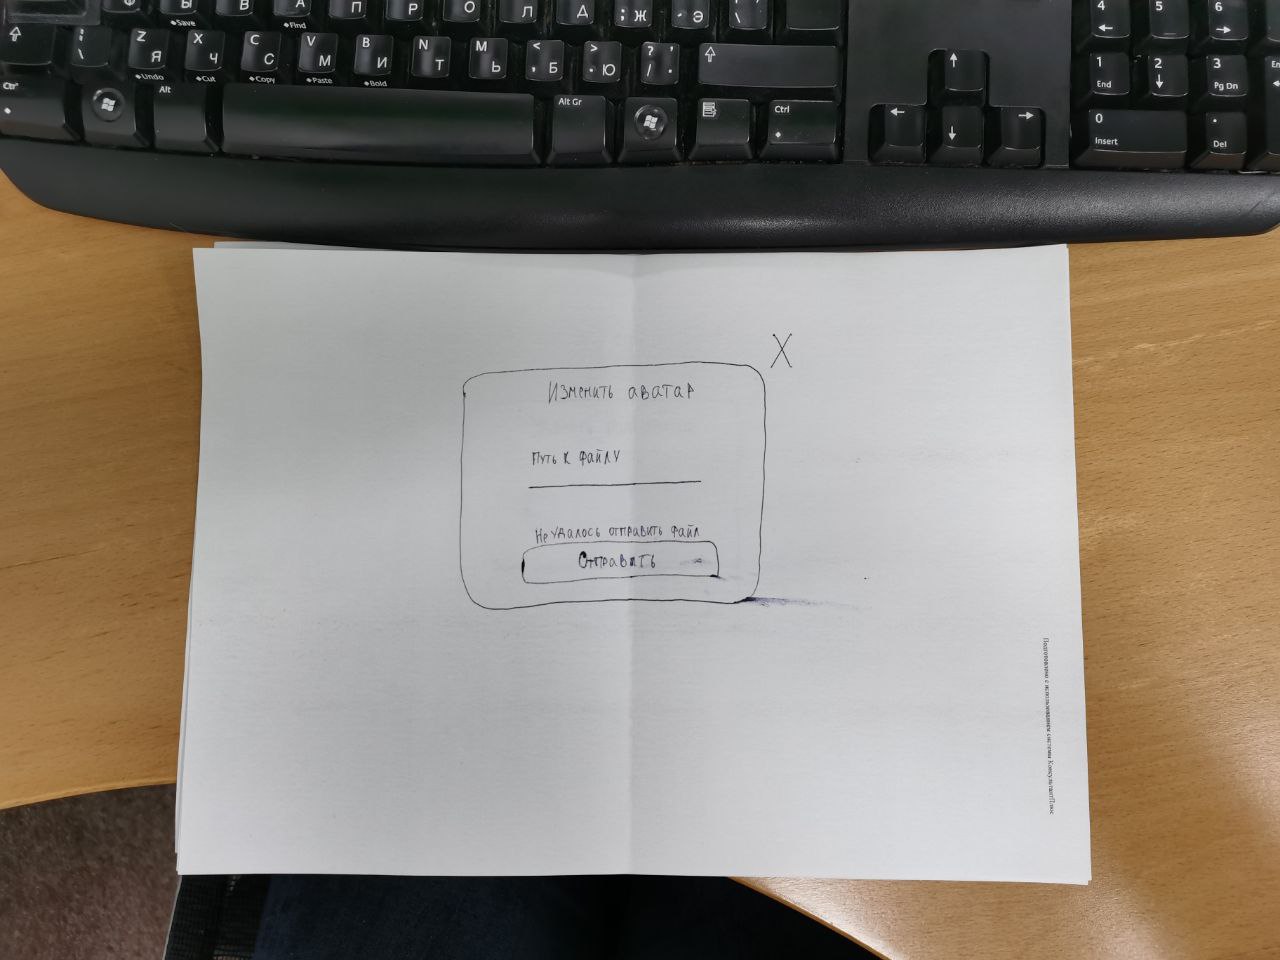 Ф Ы В А П Р О Л Д ; Ж ' Э \
Save Find
\ Z Я X Ч C С V М B И N Т M Ь < , Б > . Ю ? / .
Undo Cut Copy Paste Bold
Ctrl Alt Alt Gr Ctrl
4 5 6
1 End 2 3 Pg Dn
0 Insert . Del
X
Изменить аватар
Путь к файлу
Не удалось отправить файл
Отправить
Подготовлено с использованием системы КонсультантПлюс